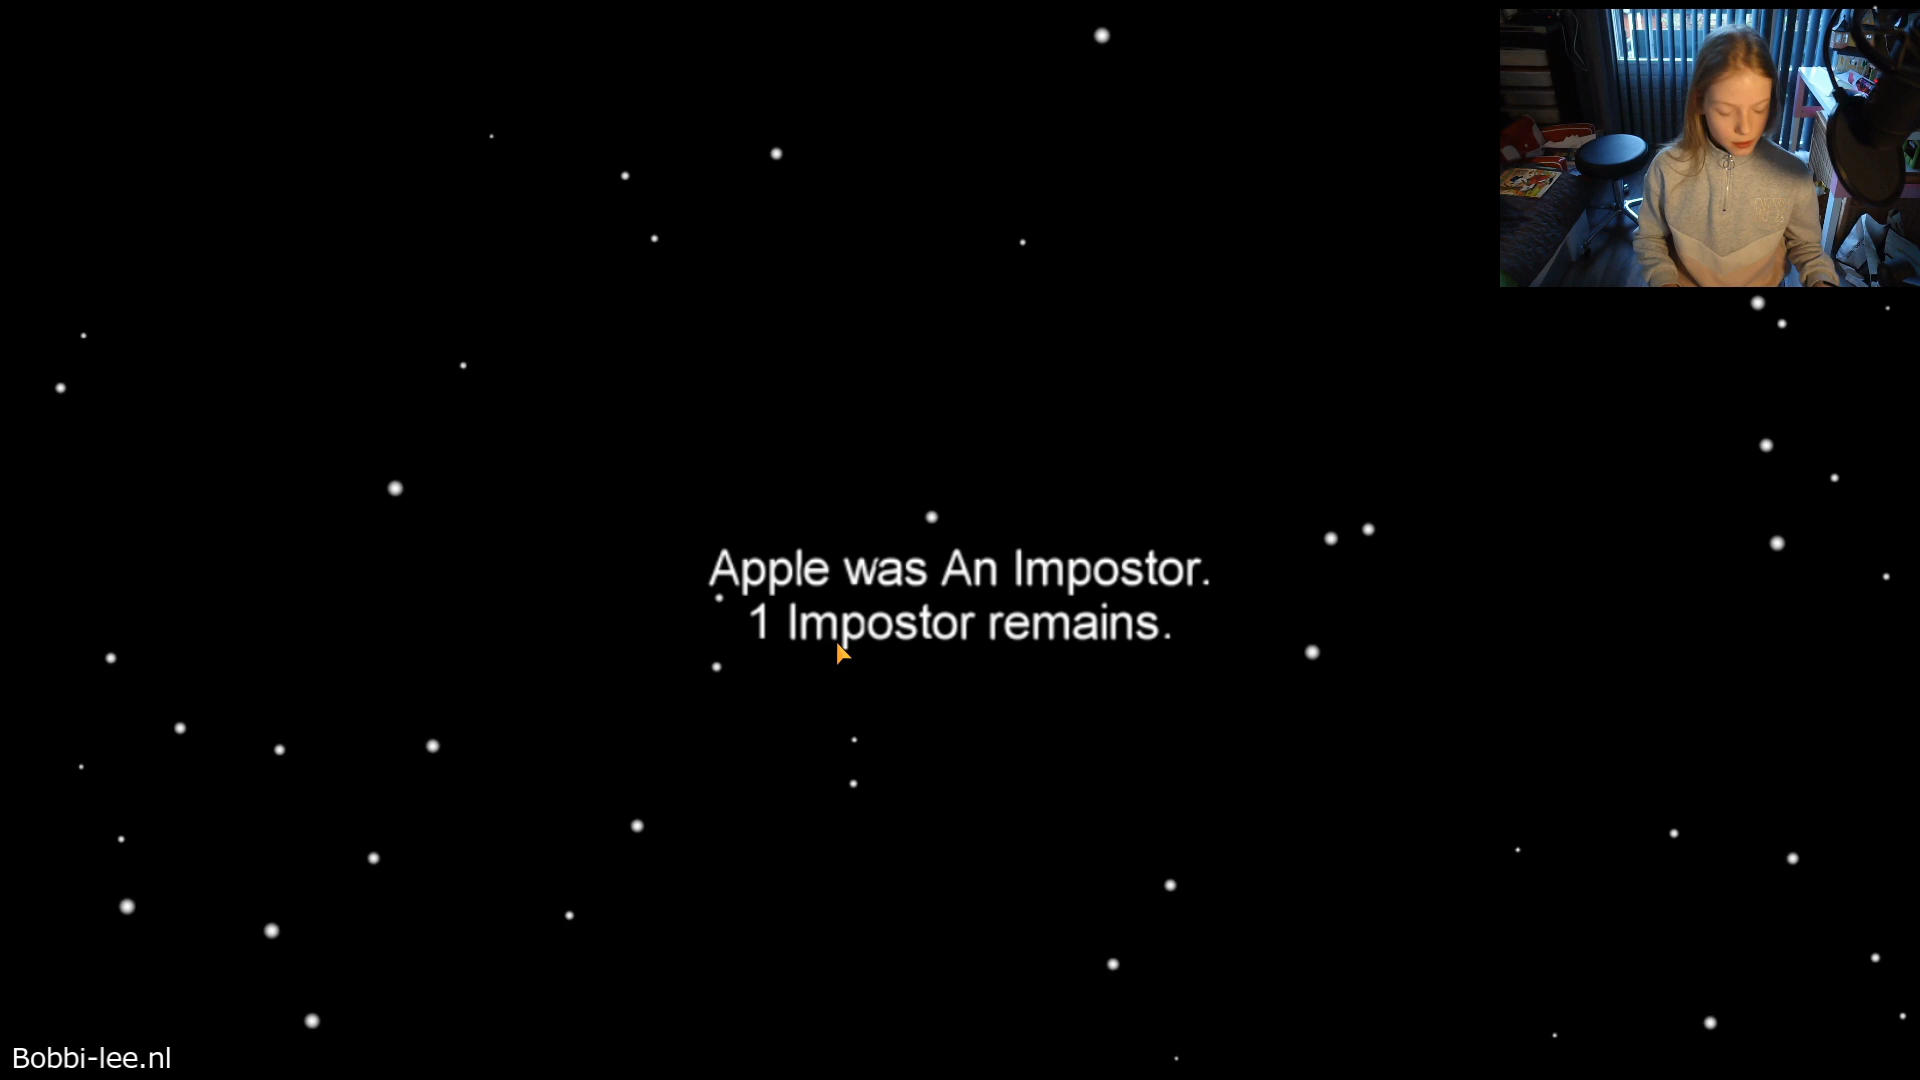 Apple was An Impostor.
1 Impostor remains.
Bobbi-lee.nl